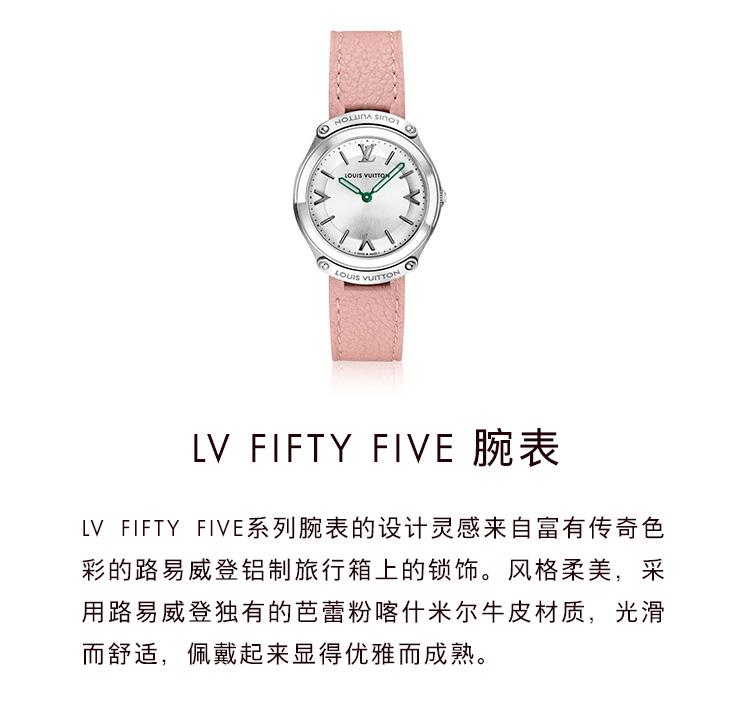 LOUIS VUITTON
LV
LOUIS VUITTON
SWISS MADE
LOUIS VUITTON
LV FIFTY FIVE 腕表
LV FIFTY FIVE系列腕表的设计灵感来自富有传奇色
彩的路易威登铝制旅行箱上的锁饰。风格柔美，采
用路易威登独有的芭蕾粉喀什米尔牛皮材质，光滑
而舒适，佩戴起来显得优雅而成熟。